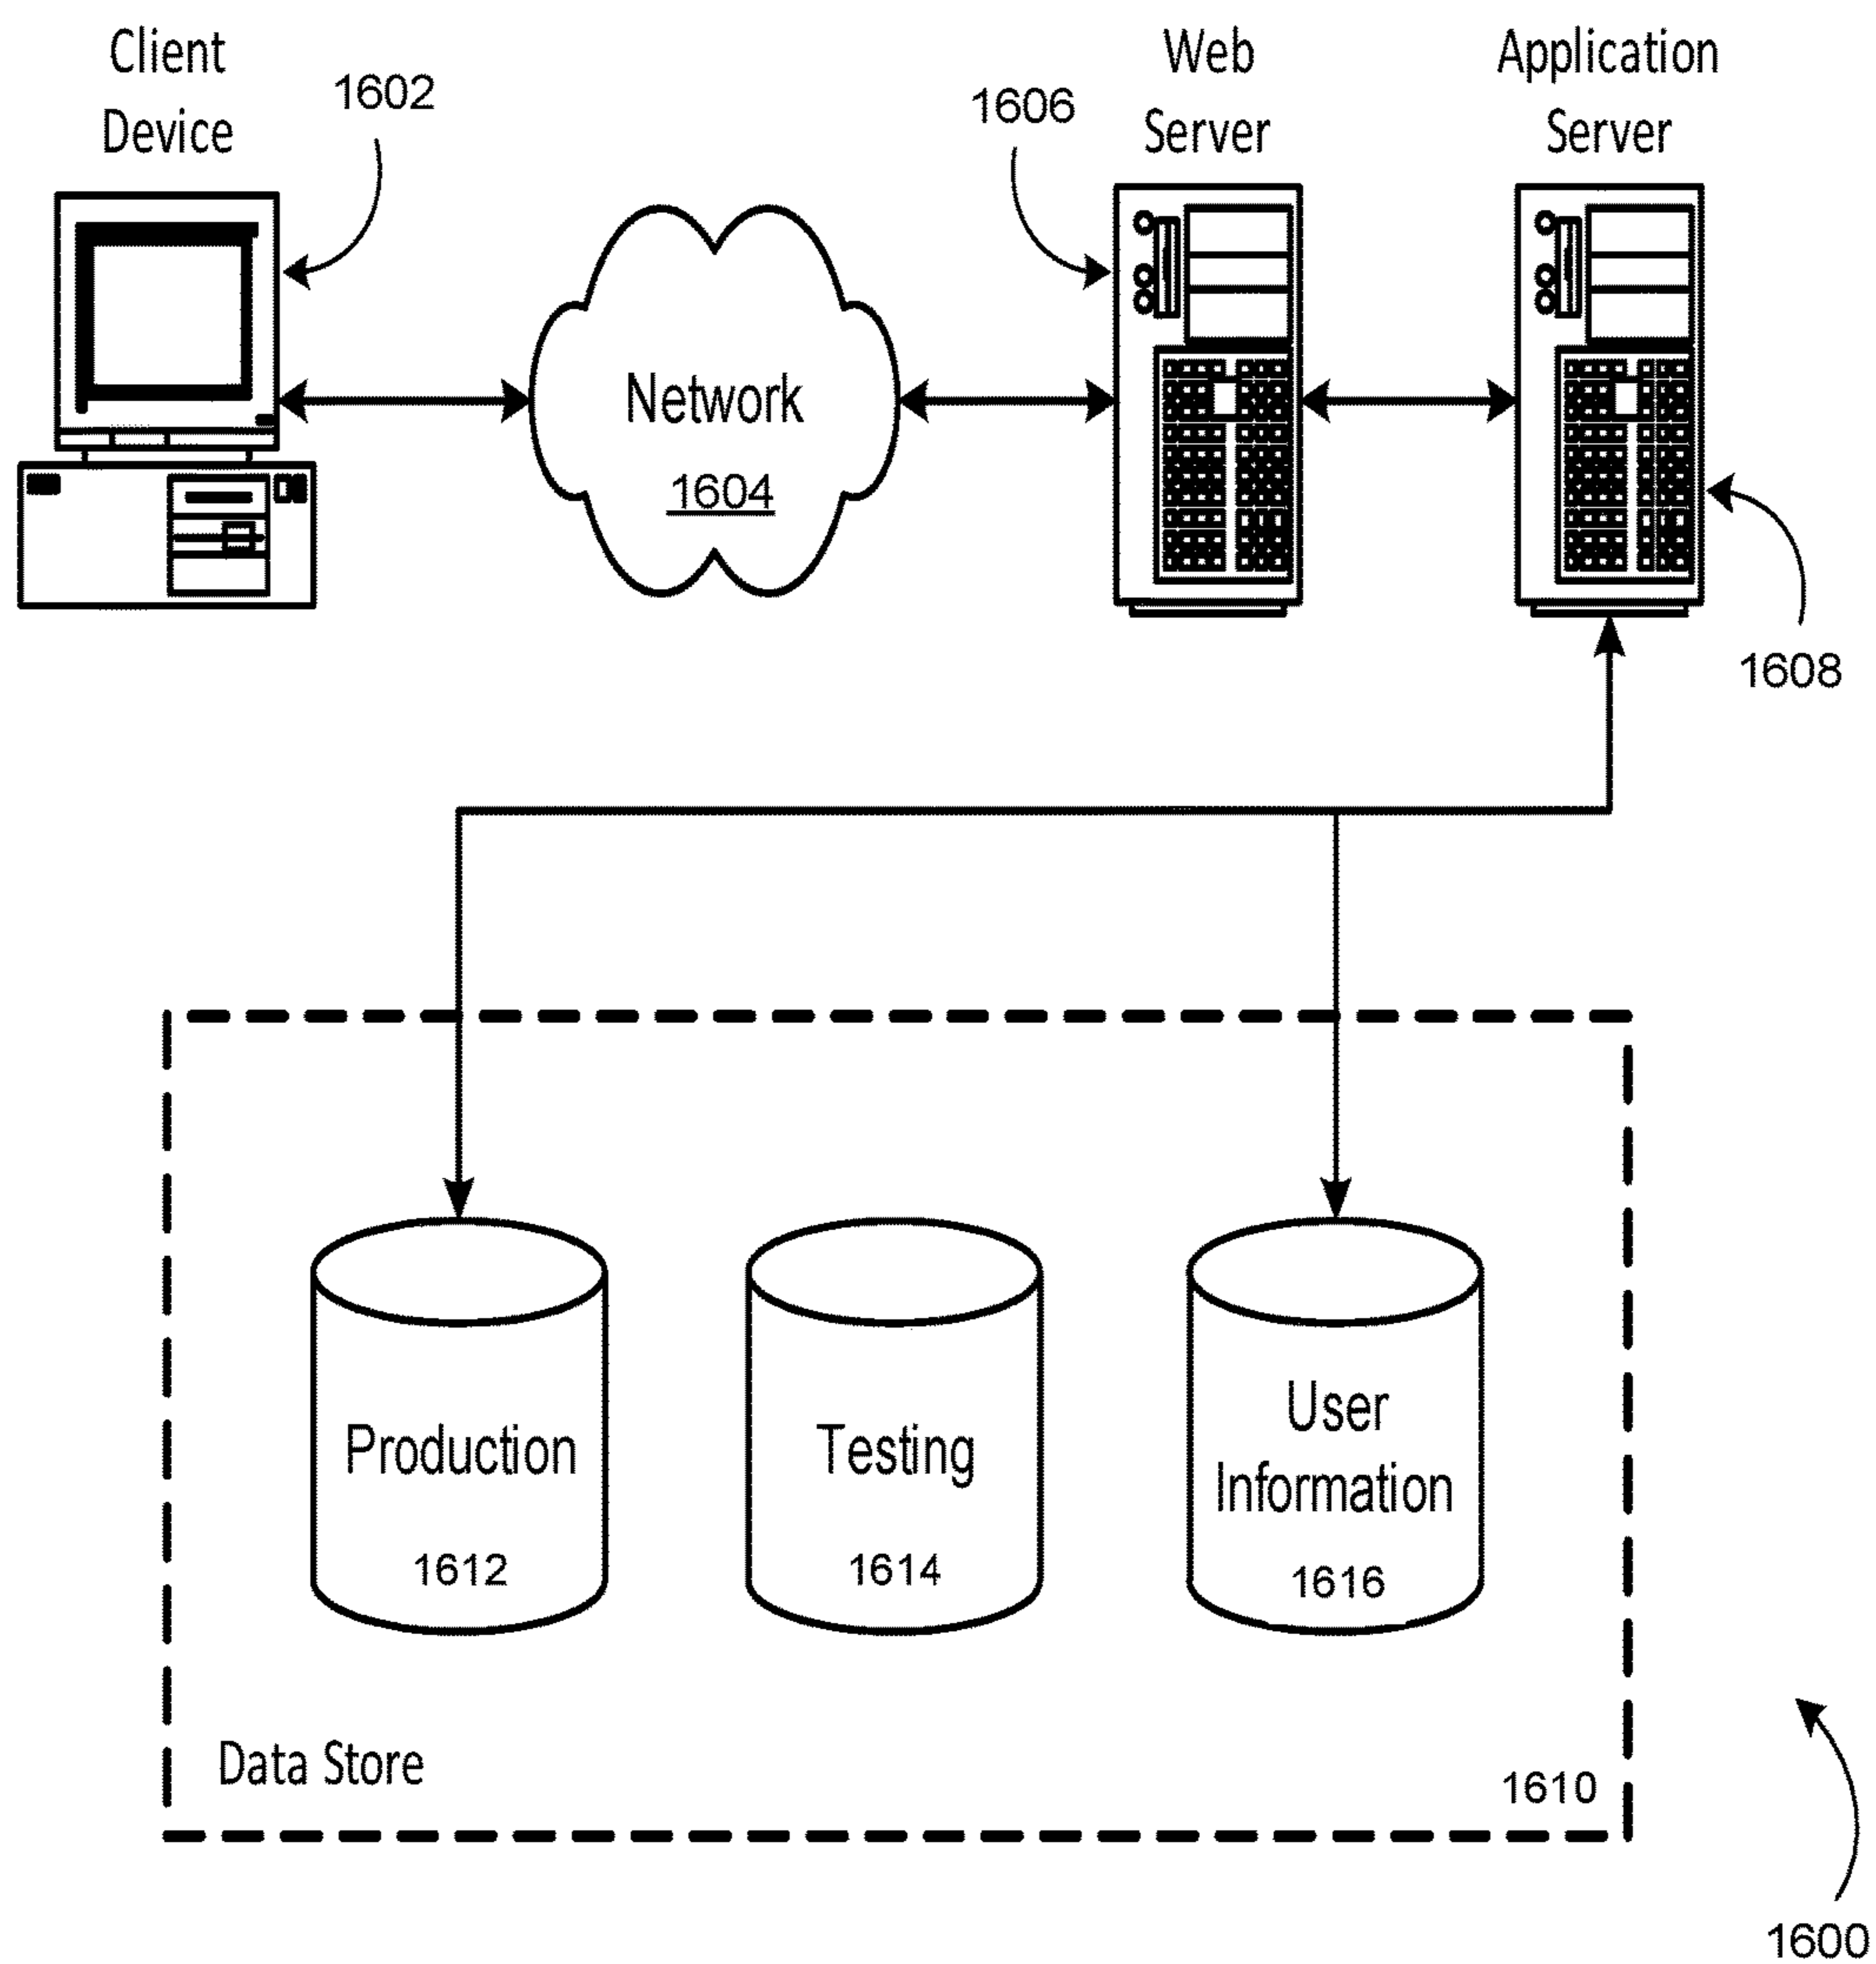 Client
Device
1602
Web
Server
1606
Application
Server
Network
1604
1608
Production
1612
Testing
1614
User
Information
1616
Data Store
1610
1600